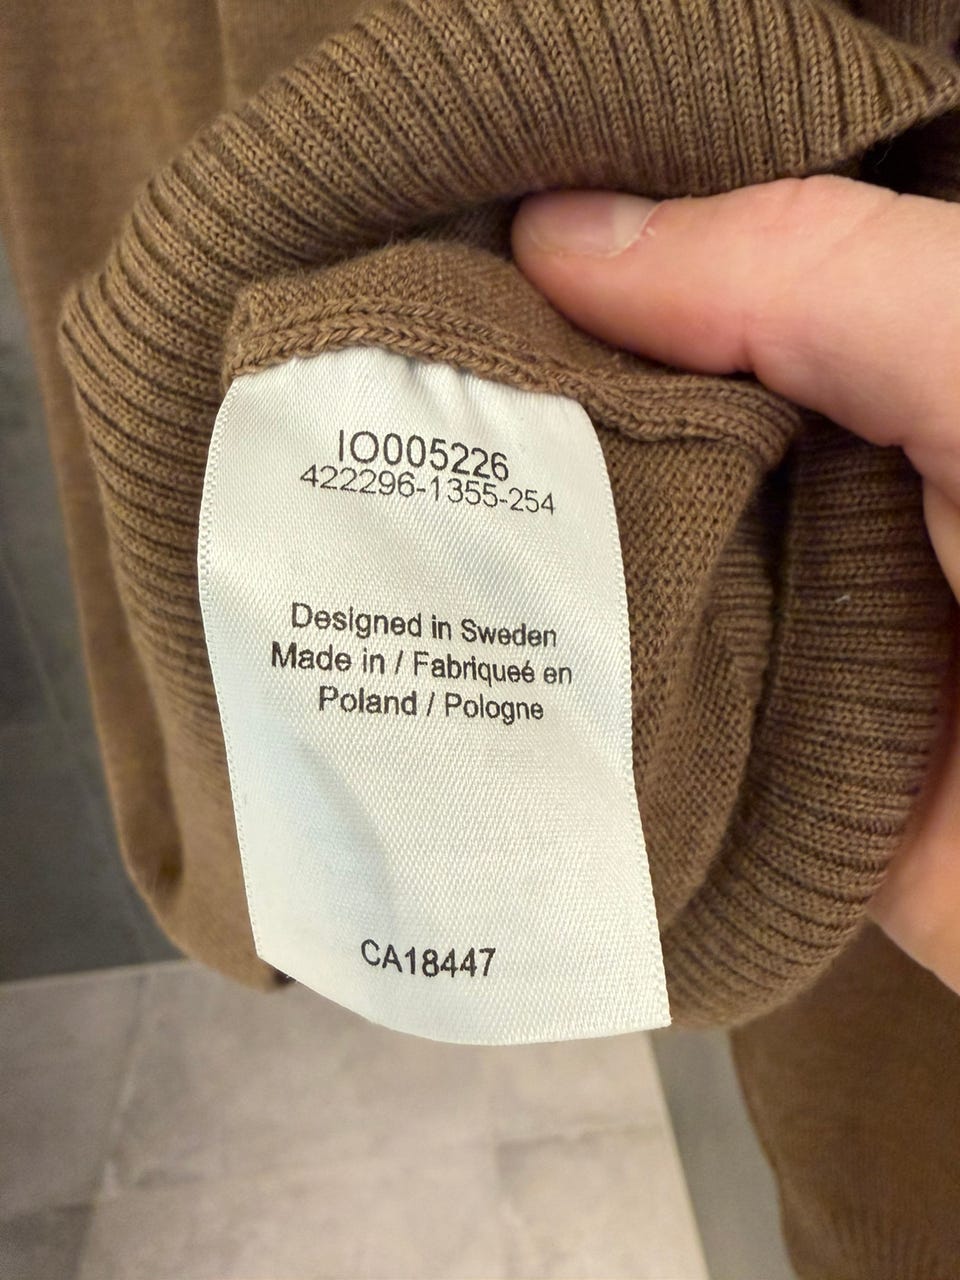 IO005226
422296-1355-254
Designed in Sweden
Made in / Fabriqueé en
Poland / Pologne
CA18447